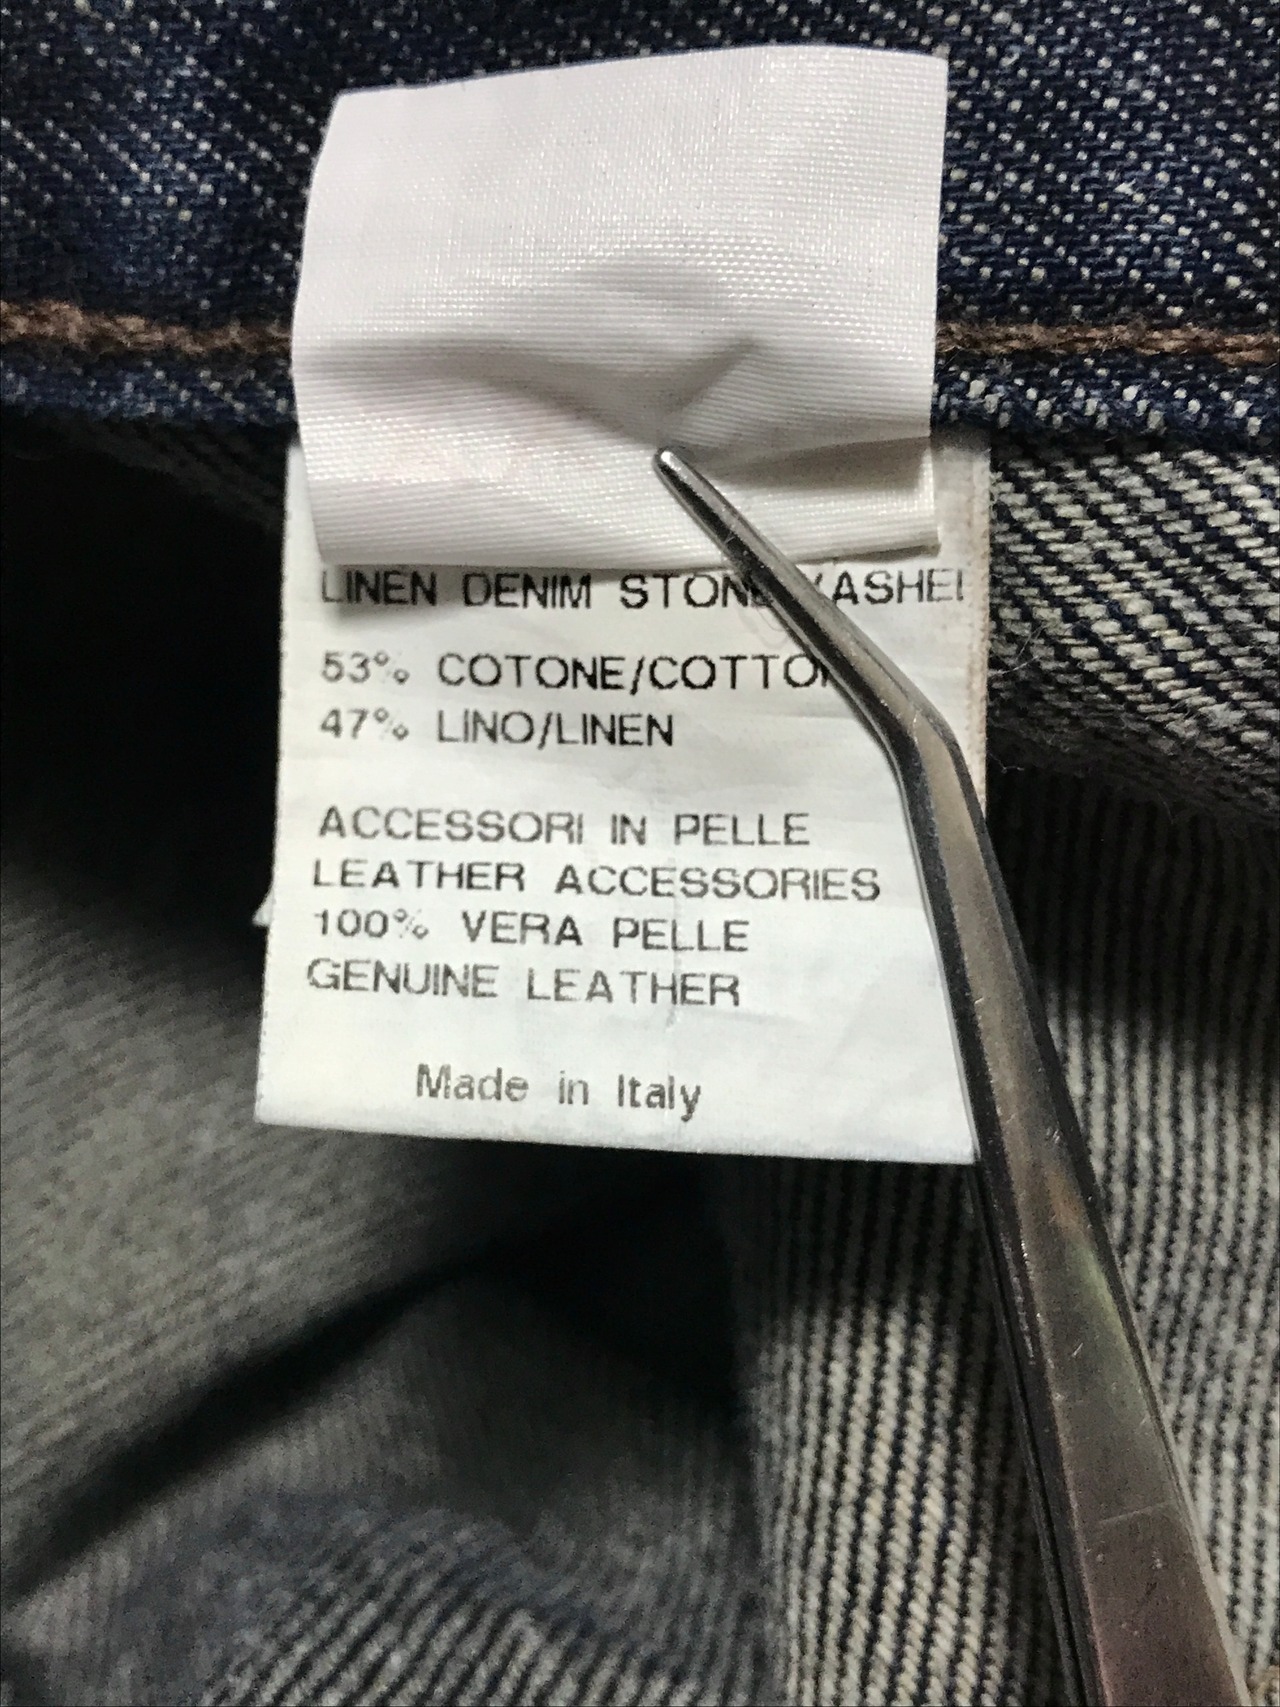 LINEN DENIM
53% COTONE/COTTON
47% LINO/LINEN
ACCESSORI IN PELLE
LEATHER ACCESSORIES
100% VERA PELLE
GENUINE LEATHER
Made in Italy